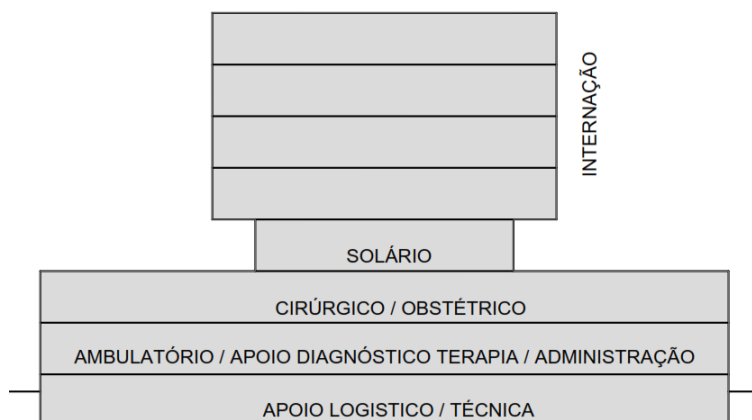 INTERNAÇÃO
SOLÁRIO
CIRÚRGICO / OBSTÉTRICO
AMBULATÓRIO / APOIO DIAGNÓSTICO TERAPIA / ADMINISTRAÇÃO
APOIO LOGISTICO / TÉCNICA